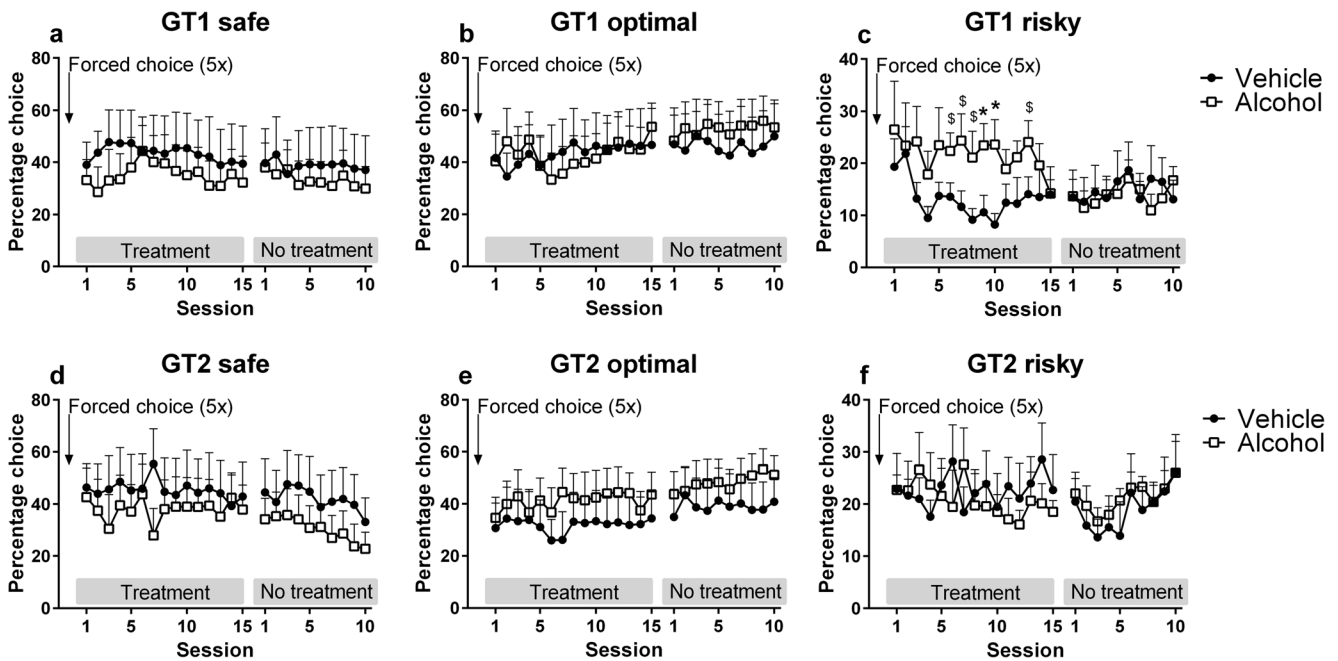 GT1 safe
GT1 optimal
GT1 risky
a
b
c
Forced choice (5x)
Forced choice (5x)
Forced choice (5x)
Percentage choice
80
60
40
20
0
Treatment
No treatment
1
5
10
15
1
5
10
Session
Percentage choice
80
60
40
20
0
Treatment
No treatment
1
5
10
15
1
5
10
Session
Percentage choice
40
30
20
10
0
$
$
$
*
*
$
Treatment
No treatment
1
5
10
15
1
5
10
Session
Vehicle
Alcohol
GT2 safe
GT2 optimal
GT2 risky
d
e
f
Forced choice (5x)
Forced choice (5x)
Forced choice (5x)
Percentage choice
80
60
40
20
0
Treatment
No treatment
1
5
10
15
1
5
10
Session
Percentage choice
80
60
40
20
0
Treatment
No treatment
1
5
10
15
1
5
10
Session
Percentage choice
40
30
20
10
0
Treatment
No treatment
1
5
10
15
1
5
10
Session
Vehicle
Alcohol